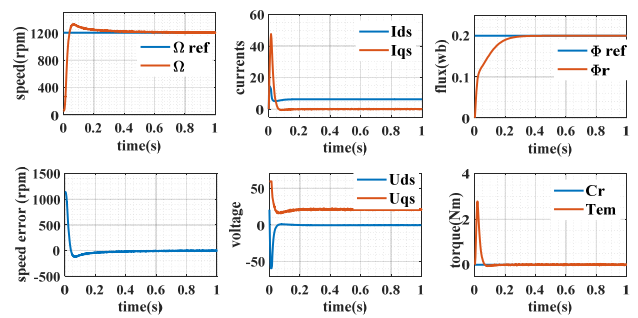 speed(rpm)
1200
800
400
0
0 0.2 0.4 0.6 0.8 1
time(s)
Ω ref
Ω
currents
60
40
20
0
0 0.2 0.4 0.6 0.8 1
time(s)
Ids
Iqs
flux(wb)
0.2
0.1
0
0 0.2 0.4 0.6 0.8 1
time(s)
Φ ref
Φr
speed error (rpm)
1500
1000
500
0
-500
0 0.2 0.4 0.6 0.8 1
time(s)
voltage
50
0
-50
0 0.2 0.4 0.6 0.8 1
time(s)
Uds
Uqs
torque(Nm)
4
2
0
0 0.2 0.4 0.6 0.8 1
time(s)
Cr
Tem